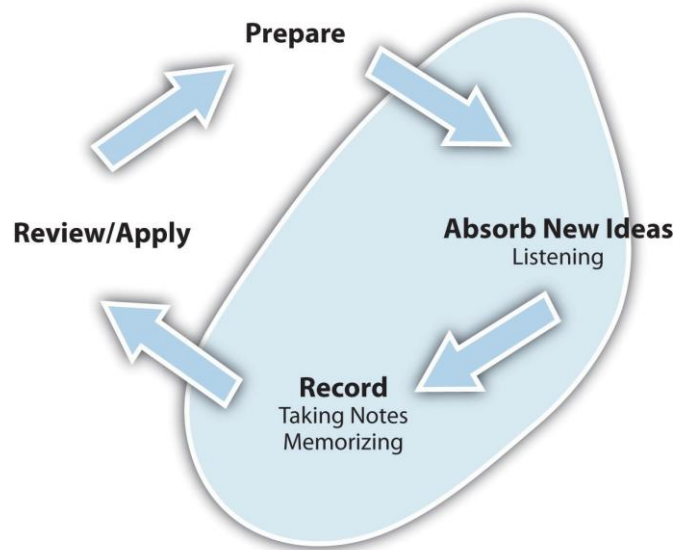 Prepare
Absorb New Ideas
Listening
Record
Taking Notes
Memorizing
Review/Apply